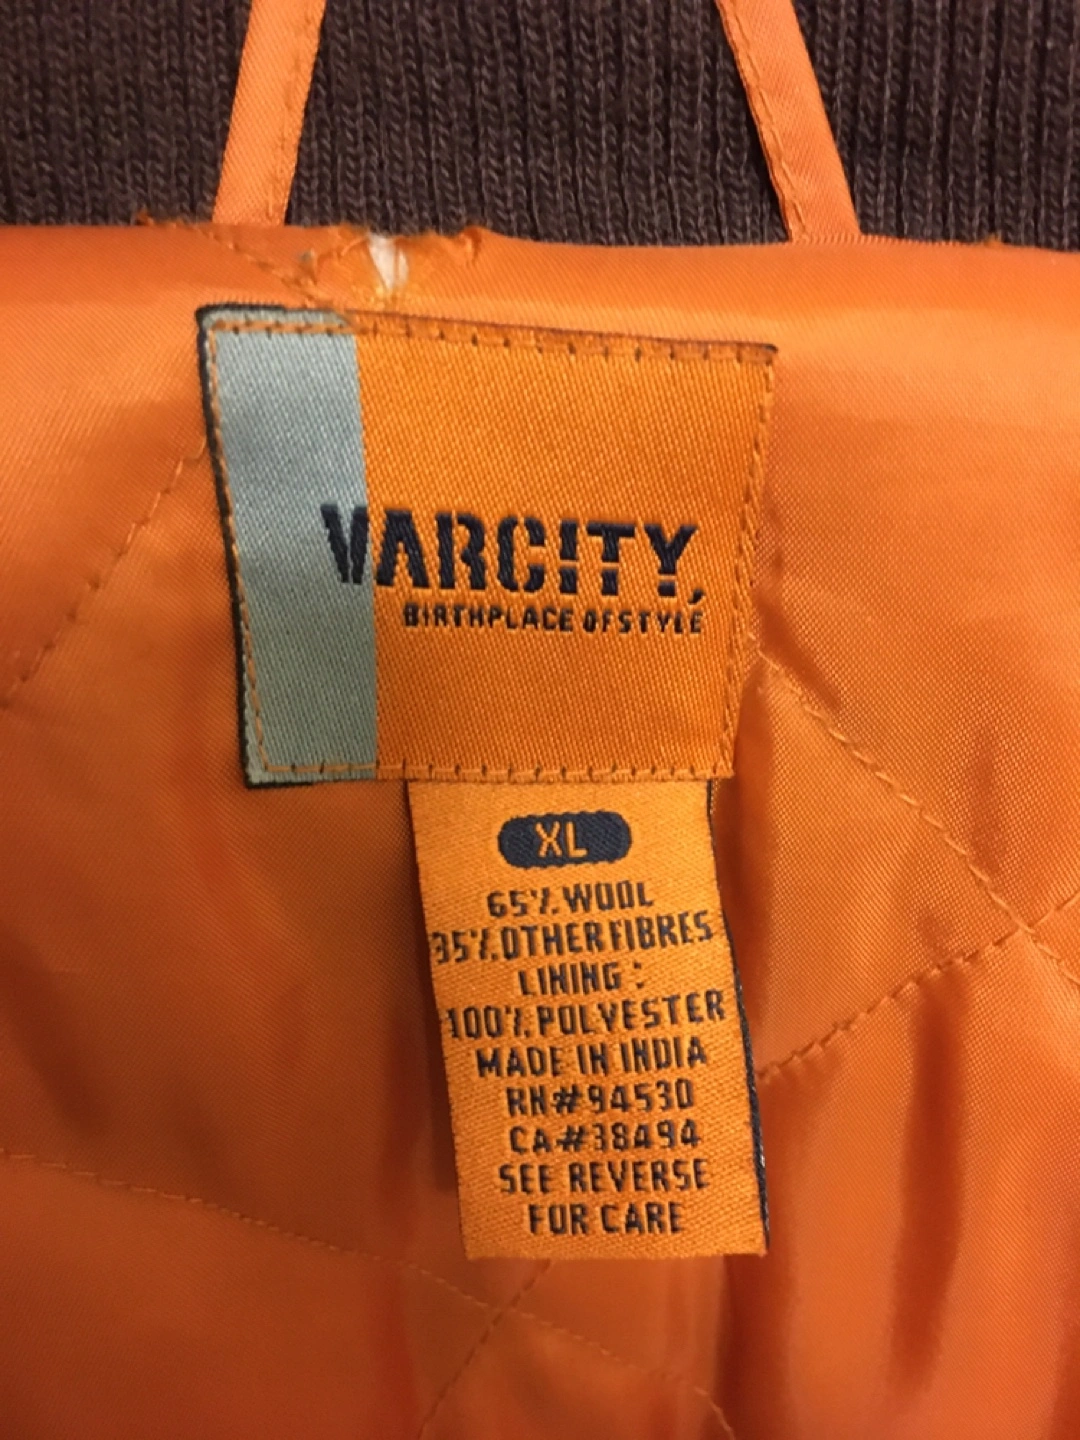 VARCITY,
BIRTHPLACE OF STYLE
XL
65% WOOL
35% OTHER FIBRES
LINING :
100% POLYESTER
MADE IN INDIA
RN# 94530
CA# 38494
SEE REVERSE
FOR CARE